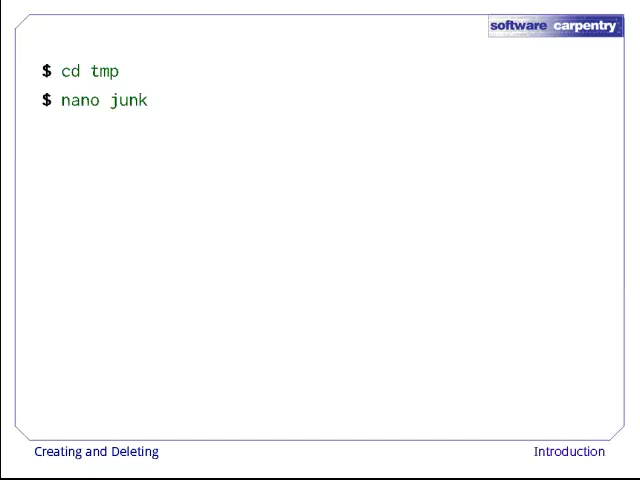 software carpentry
$ cd tmp
$ nano junk
Creating and Deleting
Introduction